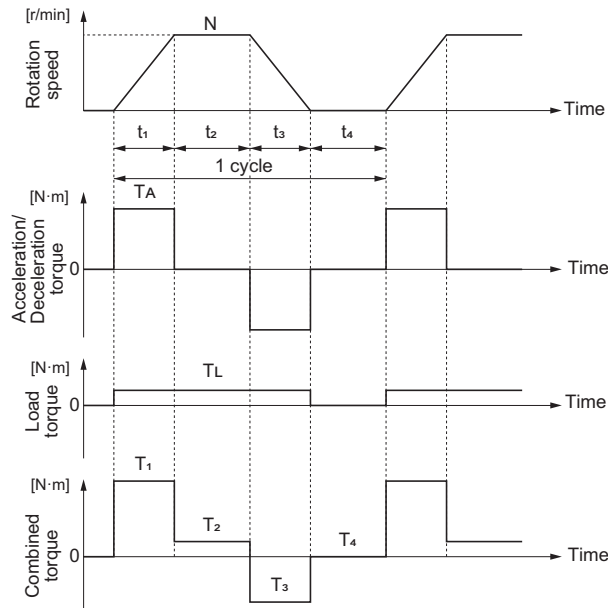 [r/min]
N
Rotation
speed
Time
t₁ t₂ t₃ t₄
1 cycle
[N·m]
TA
Acceleration/
Deceleration
torque
0
Time
[N·m]
TL
Load
torque
0
Time
T₁
[N·m]
T₂
T₄
Combined
torque
0
Time
T₃